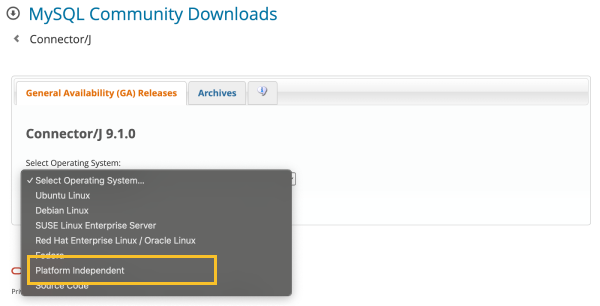 MySQL Community Downloads
Connector/J
General Availability (GA) Releases
Archives
Connector/J 9.1.0
Select Operating System:
✓ Select Operating System...
Ubuntu Linux
Debian Linux
SUSE Linux Enterprise Server
Red Hat Enterprise Linux / Oracle Linux
Fedora
Platform Independent
Source Code